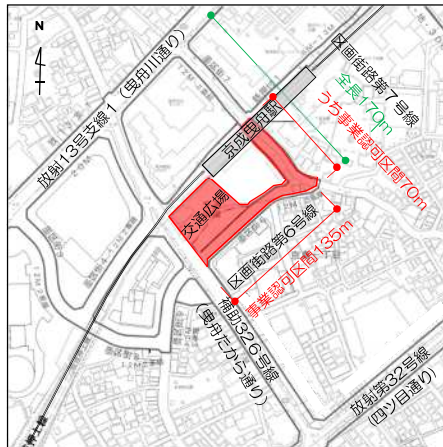 N
放射13号支線1（曳舟川通り）
京成曳舟駅
区画街路第7号線
全長170m
うち事業認可区間70m
交通広場
区画街路第6号線
事業認可区間135m
補助326号線
（曳舟たから通り）
放射第32号線
（四ツ目通り）